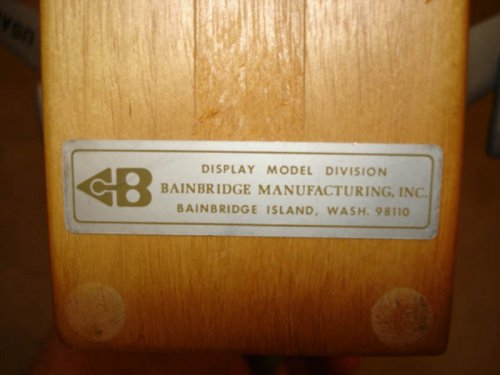 B
DISPLAY MODEL DIVISION
BAINBRIDGE MANUFACTURING, INC.
BAINBRIDGE ISLAND, WASH. 98110